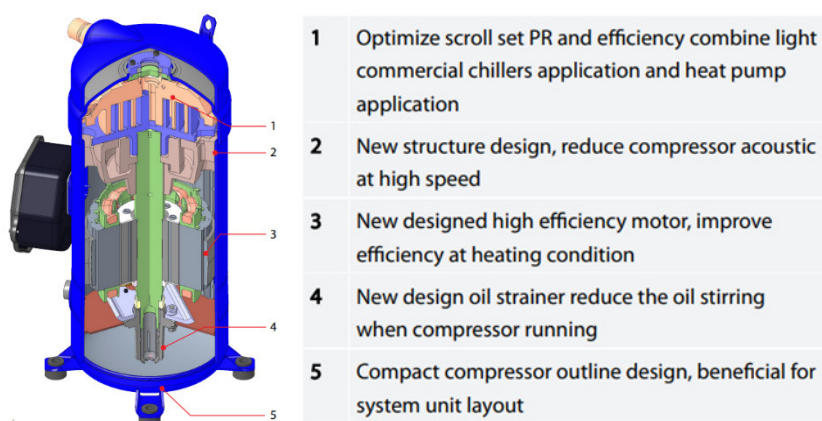 1 Optimize scroll set PR and efficiency combine light
commercial chillers application and heat pump
application
2 New structure design, reduce compressor acoustic
at high speed
3 New designed high efficiency motor, improve
efficiency at heating condition
4 New design oil strainer reduce the oil stirring
when compressor running
5 Compact compressor outline design, beneficial for
system unit layout
1
2
3
4
5